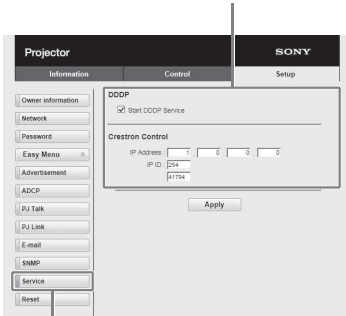 Projector SONY
Information Control Setup
Owner information
Network
Password
Easy Menu
Advertisement
ADCP
PJ Talk
PJ Link
E-mail
SNMP
Service
Reset
DDDP
Start DDDP Service
Crestron Control
IP Address : 1 . 0 . 0 . 0
IP ID : 254
41794
Apply